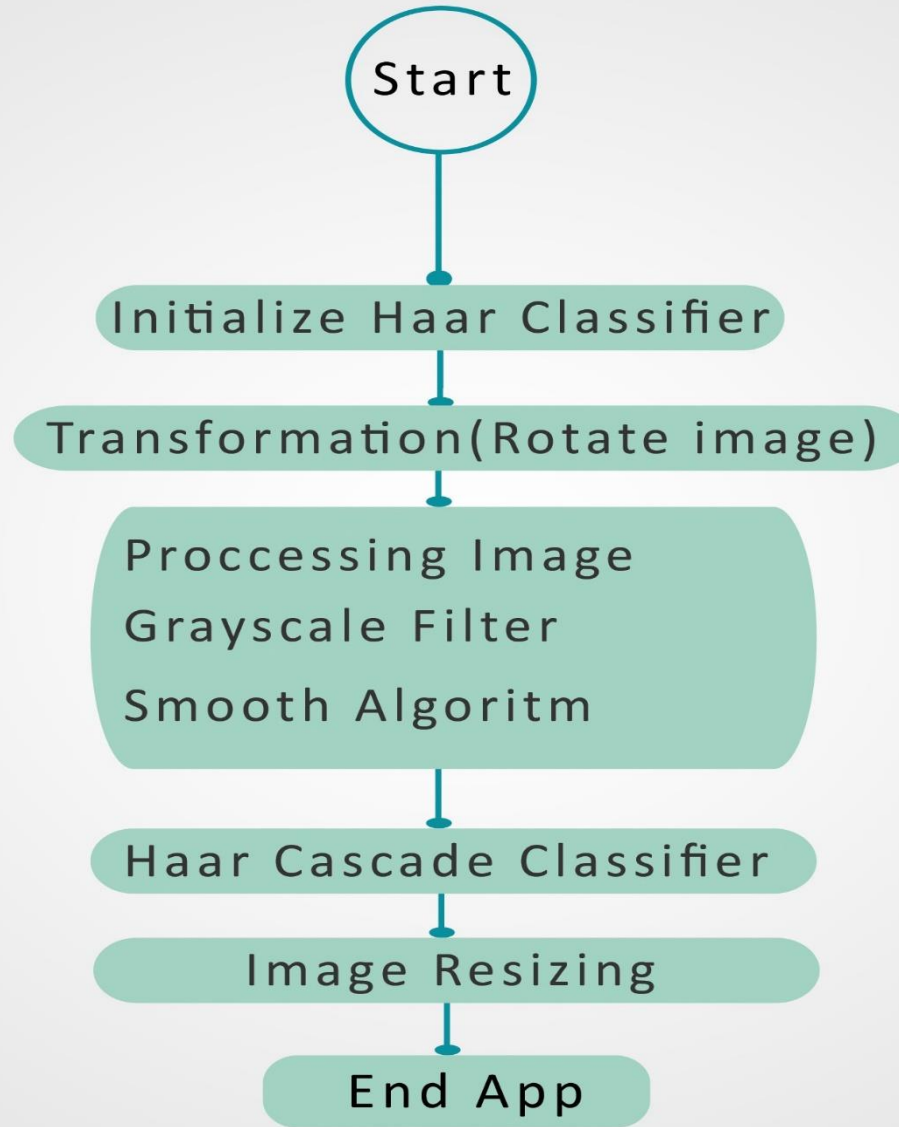 Start
Initialize Haar Classifier
Transformation(Rotate image)
Proccessing Image
Grayscale Filter
Smooth Algoritm
Haar Cascade Classifier
Image Resizing
End App